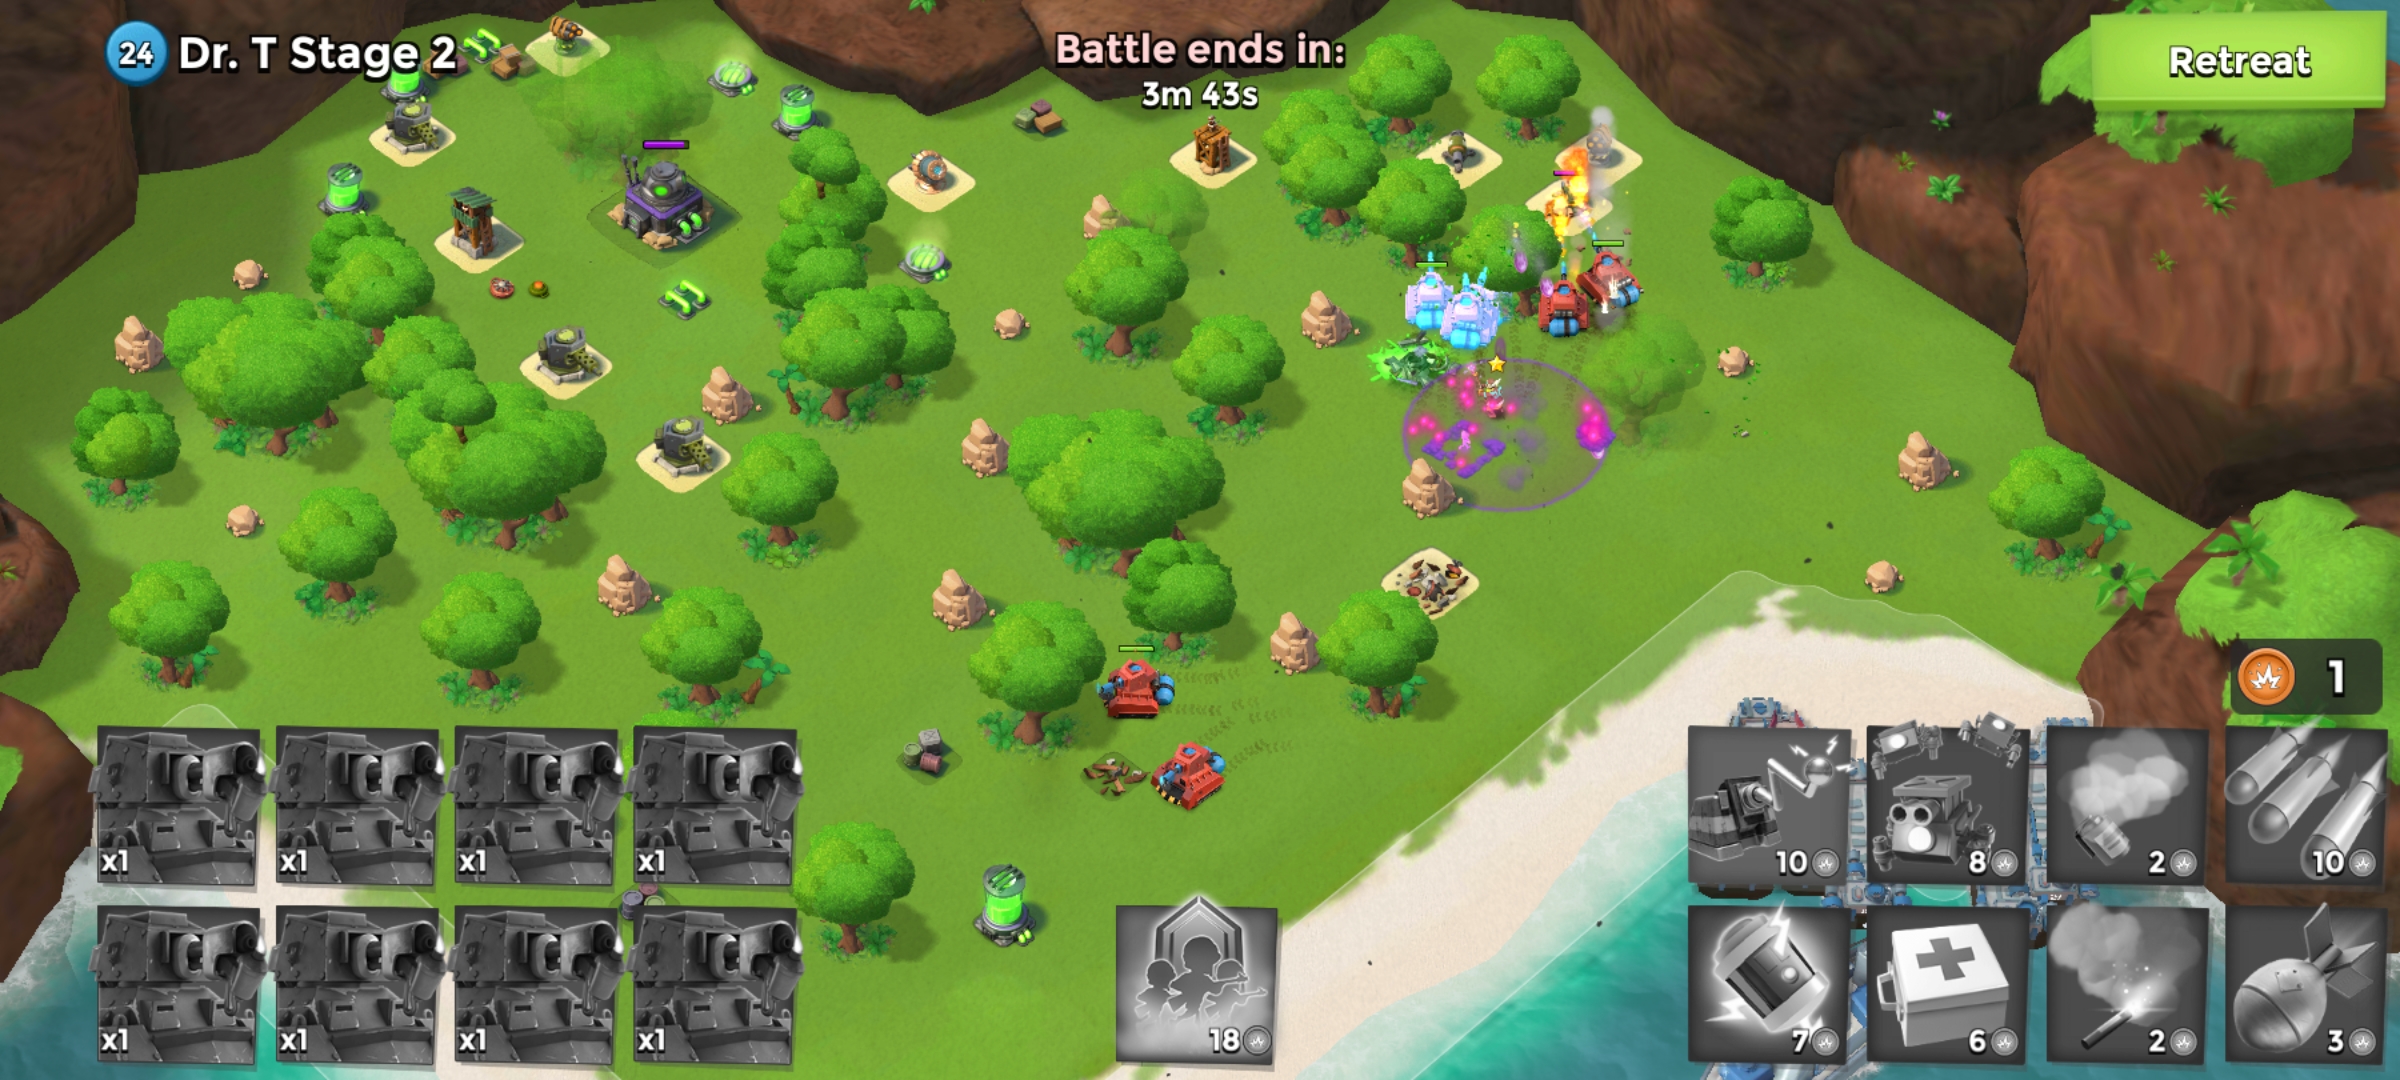 24 Dr. T Stage 2
Battle ends in:
3m 43s
Retreat
1
x1 x1 x1 x1
10 8 2 10
x1 x1 x1 x1
18
7 6 2 3